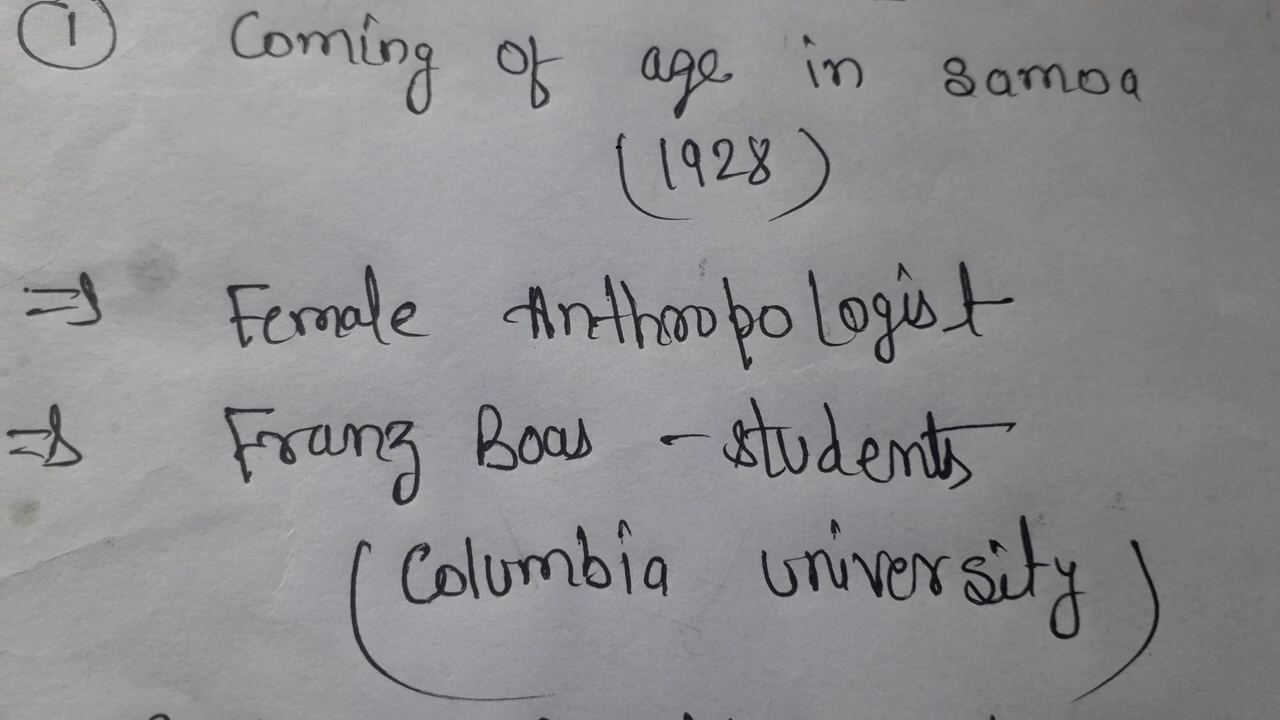 ① Coming of age in Samoa
(1928)
⇒ Female Anthropologist
⇒ Franz Boas - students
(Columbia university)